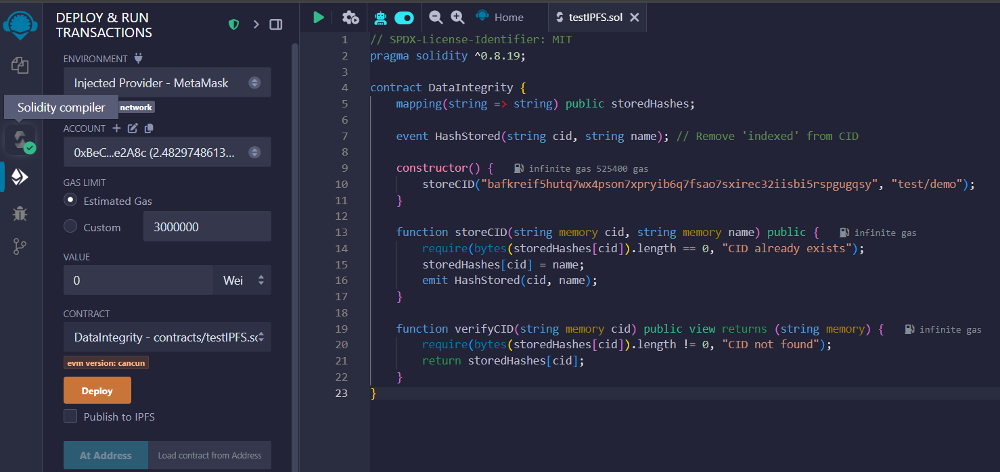 DEPLOY & RUN
TRANSACTIONS
ENVIRONMENT
Injected Provider - MetaMask
Solidity compiler
network
ACCOUNT
0xBeC...e2A8c (2.4829748613...
GAS LIMIT
Estimated Gas
Custom
3000000
VALUE
0
Wei
CONTRACT
DataIntegrity - contracts/testIPFS.sc
evm version: cancun
Deploy
Publish to IPFS
At Address
Load contract from Address
Home
testIPFS.sol
1 // SPDX-License-Identifier: MIT
2 pragma solidity ^0.8.19;
3
4 contract DataIntegrity {
5 mapping(string => string) public storedHashes;
6
7 event HashStored(string cid, string name); // Remove 'indexed' from CID
8
9 constructor() { infinite gas 525400 gas
10 storeCID("bafkreif5hutq7wx4pson7xpryib6q7fsao7sxirec32iisbi5rspgugqsy", "test/demo");
11 }
12
13 function storeCID(string memory cid, string memory name) public { infinite gas
14 require(bytes(storedHashes[cid]).length == 0, "CID already exists");
15 storedHashes[cid] = name;
16 emit HashStored(cid, name);
17 }
18
19 function verifyCID(string memory cid) public view returns (string memory) { infinite gas
20 require(bytes(storedHashes[cid]).length != 0, "CID not found");
21 return storedHashes[cid];
22 }
23 }